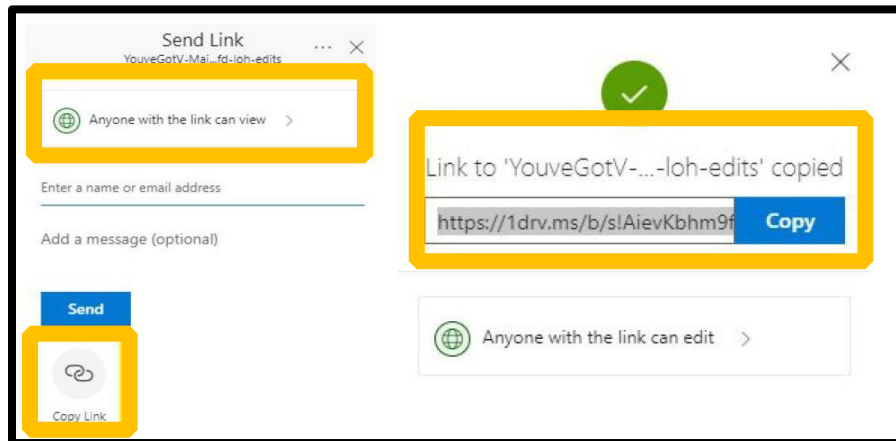 Send Link
YouveGotV-Mai...fd-loh-edits
Anyone with the link can view
Enter a name or email address
Add a message (optional)
Send
Copy Link
Link to 'YouveGotV-...-loh-edits' copied
https://1drv.ms/b/s!AievKbhm9f
Copy
Anyone with the link can edit